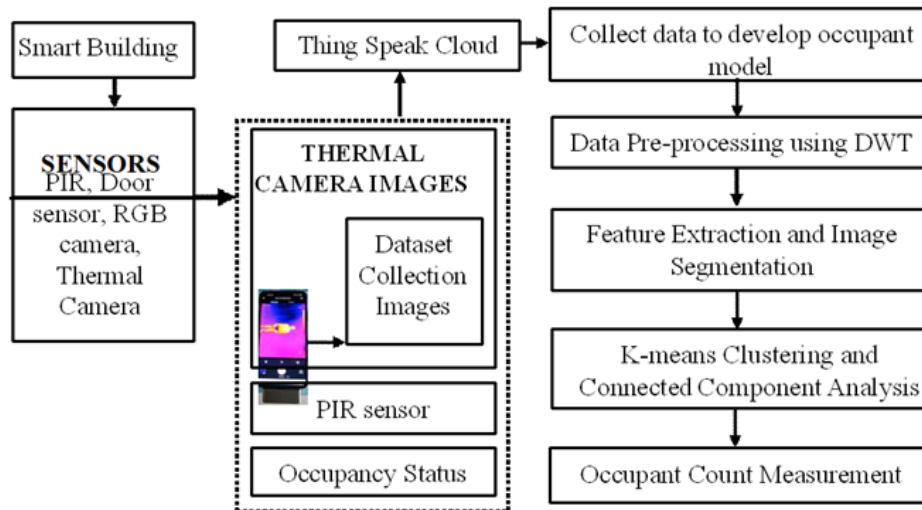 Smart Building
SENSORS
PIR, Door
sensor, RGB
camera,
Thermal
Camera
THERMAL
CAMERA IMAGES
Dataset
Collection
Images
PIR sensor
Occupancy Status
Thing Speak Cloud
Collect data to develop occupant
model
Data Pre-processing using DWT
Feature Extraction and Image
Segmentation
K-means Clustering and
Connected Component Analysis
Occupant Count Measurement